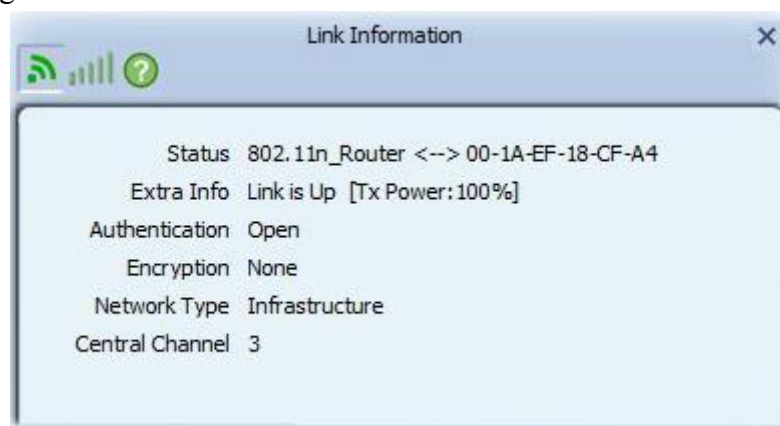 Link Information
Status 802.11n_Router <--> 00-1A-EF-18-CF-A4
Extra Info Link is Up [Tx Power:100%]
Authentication Open
Encryption None
Network Type Infrastructure
Central Channel 3